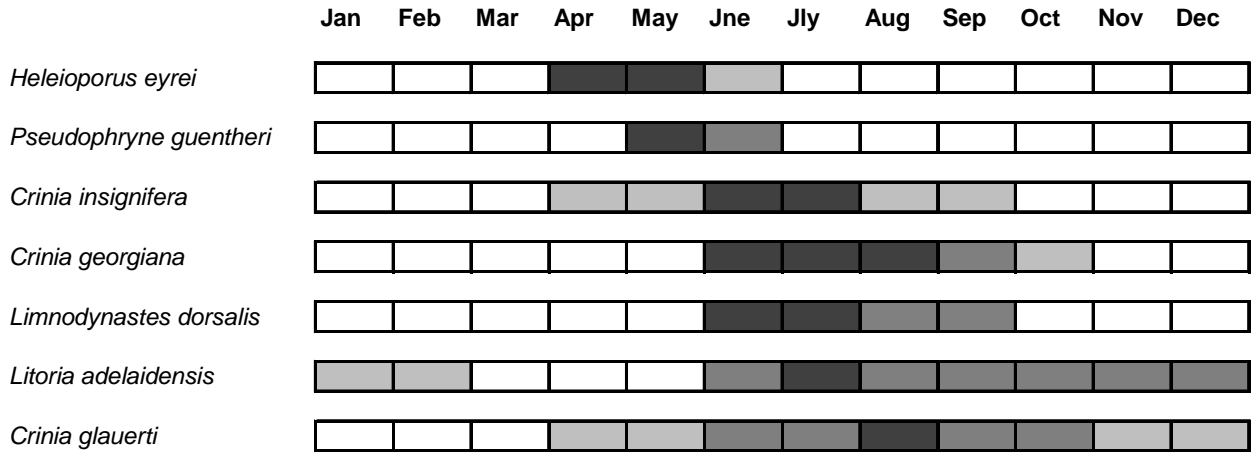 Jan Feb Mar Apr May Jne Jly Aug Sep Oct Nov Dec
Heleioporus eyrei
Pseudophryne guentheri
Crinia insignifera
Crinia georgiana
Limnodynastes dorsalis
Litoria adelaidensis
Crinia glauerti